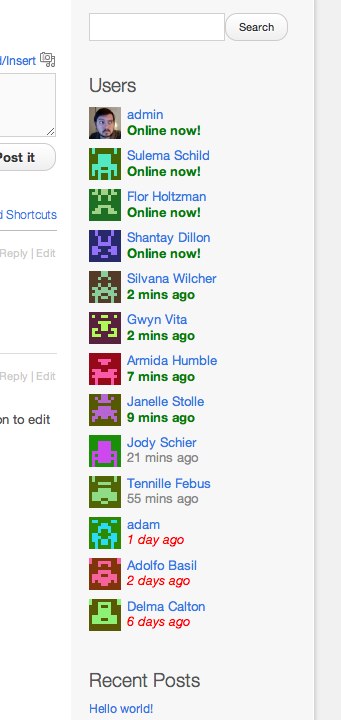 Search
d/Insert
Users
admin
Online now!
Sulema Schild
Online now!
Post it
Flor Holtzman
Online now!
d Shortcuts
Shantay Dillon
Online now!
Reply | Edit
Silvana Wilcher
2 mins ago
Gwyn Vita
2 mins ago
Armida Humble
7 mins ago
Reply | Edit
Janelle Stolle
9 mins ago
on to edit
Jody Schier
21 mins ago
Tennille Febus
55 mins ago
adam
1 day ago
Adolfo Basil
2 days ago
Delma Calton
6 days ago
Recent Posts
Hello world!